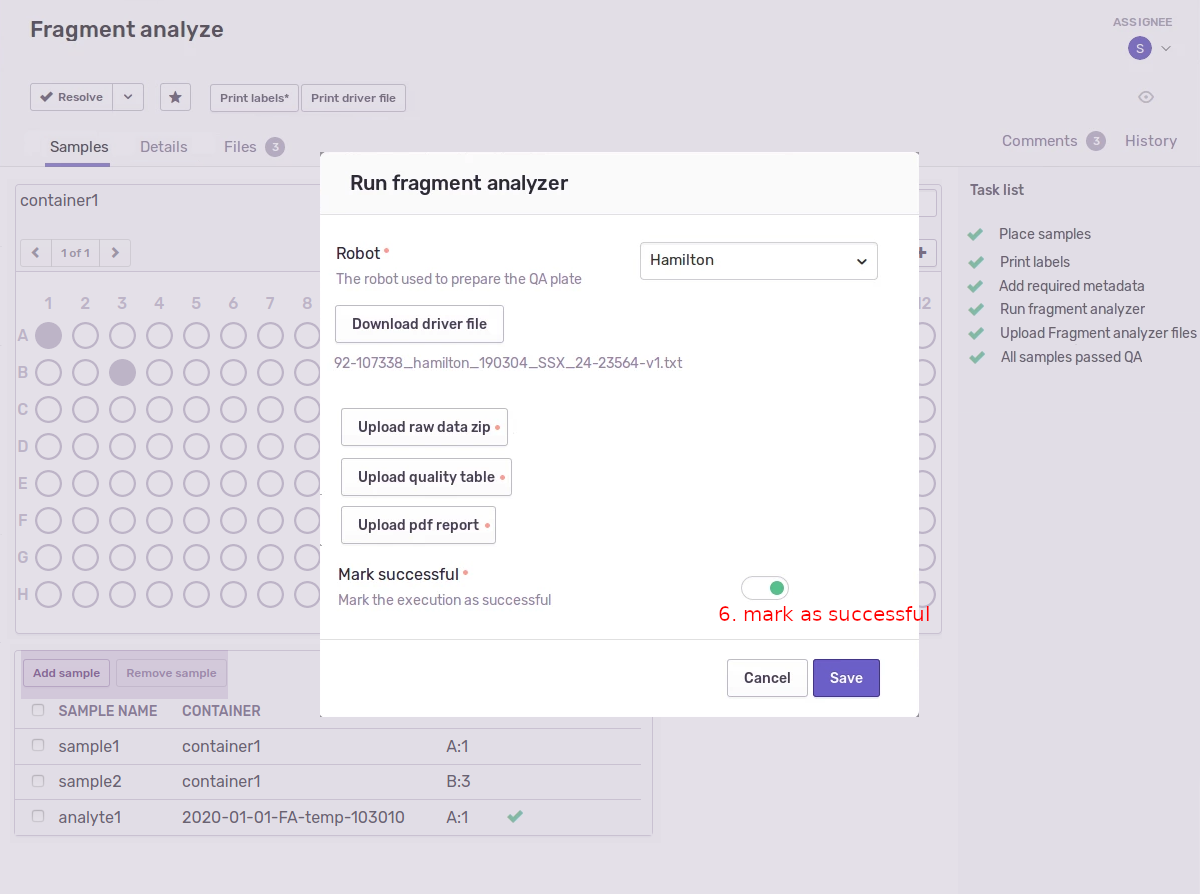 Fragment analyze
ASSIGNEE
S
Resolve
Print labels*
Print driver file
Samples
Details
Files 3
Comments 3
History
container1
1 of 1
1 2 3 4 5 6 7 8
12
A
B
C
D
E
F
G
H
Run fragment analyzer
Robot
The robot used to prepare the QA plate
Hamilton
Download driver file
92-107338_hamilton_190304_SSX_24-23564-v1.txt
Upload raw data zip
Upload quality table
Upload pdf report
Mark successful
Mark the execution as successful
6. mark as successful
Cancel
Save
Task list
Place samples
Print labels
Add required metadata
Run fragment analyzer
Upload Fragment analyzer files
All samples passed QA
Add sample
Remove sample
SAMPLE NAME CONTAINER
sample1 container1 A:1
sample2 container1 B:3
analyte1 2020-01-01-FA-temp-103010 A:1